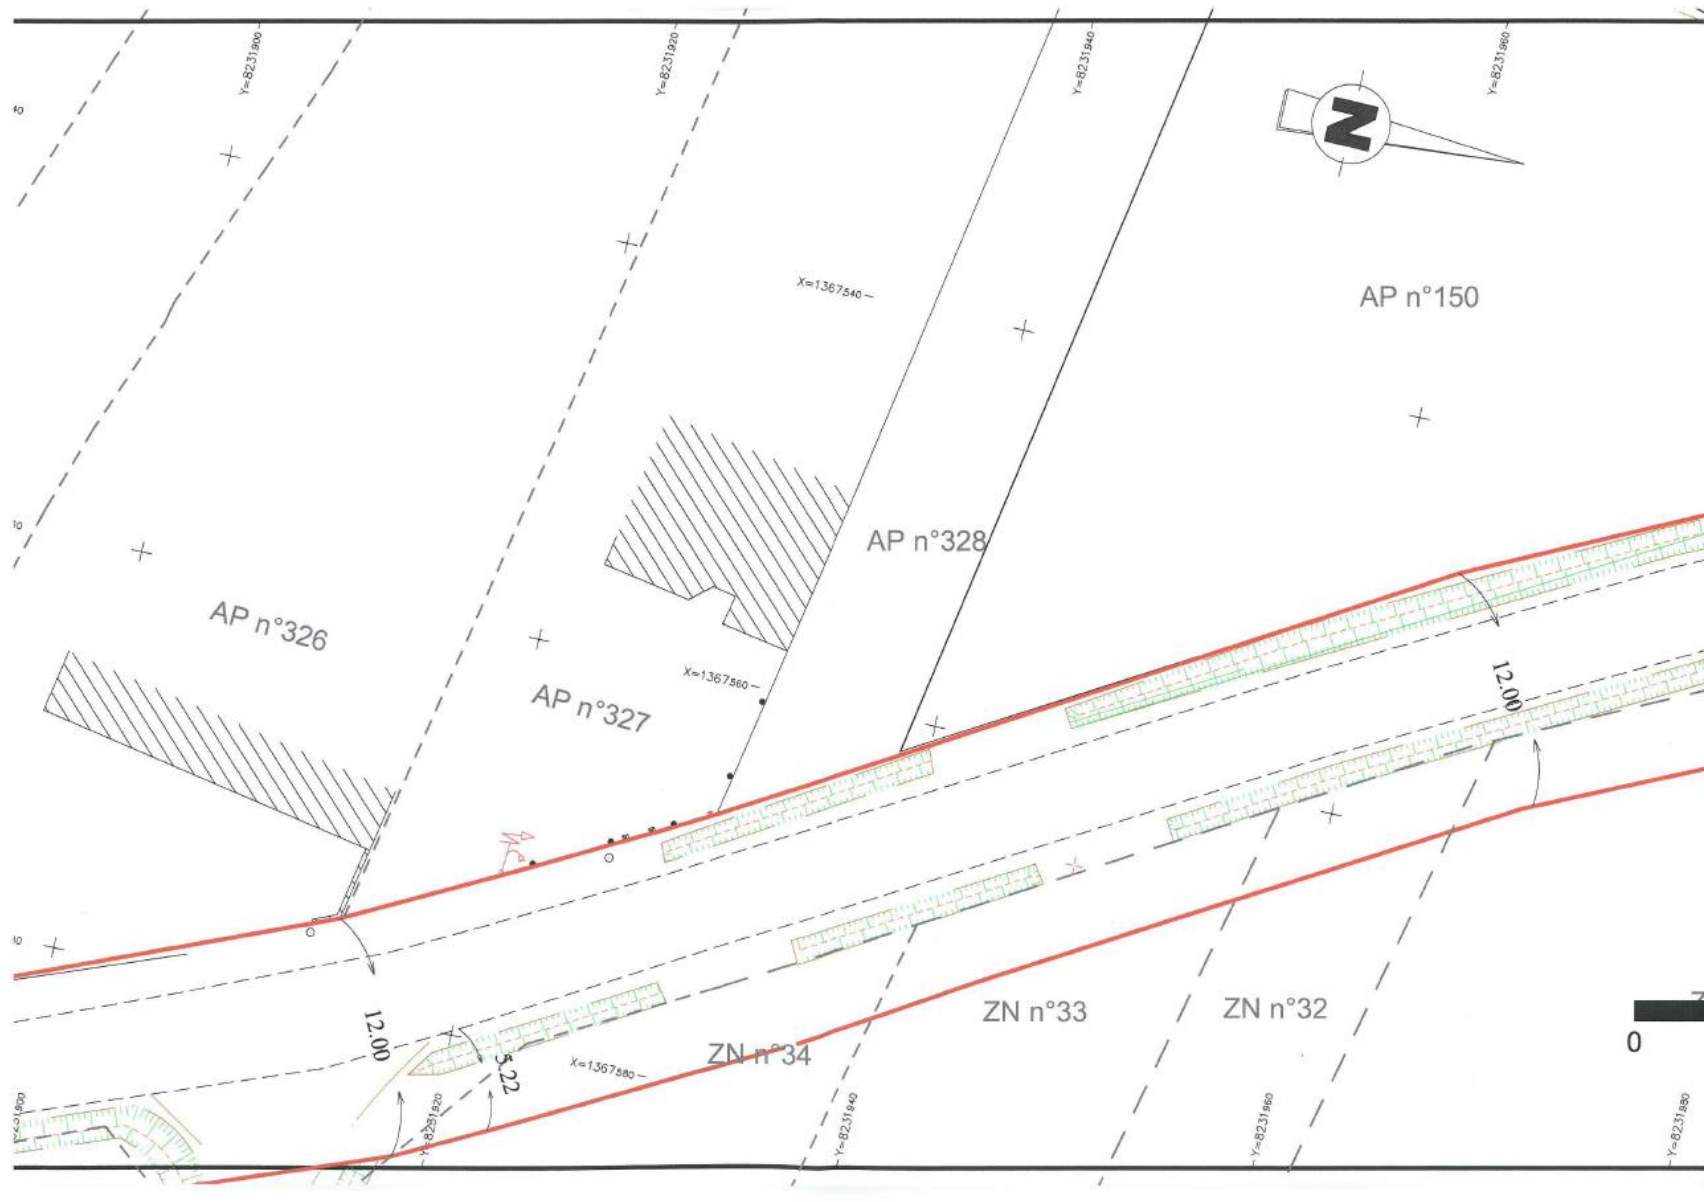 Y=8231900
Y=8231920
Y=8231940
Y=8231960
N
X=1367540
AP n°150
AP n°328
AP n°326
X=1367560
AP n°327
12.00
12.00
5.22
ZN n°33
ZN n°32
0
ZN n°34
X=1367580
Y=8231920
Y=8231940
Y=8231960
Y=8231980